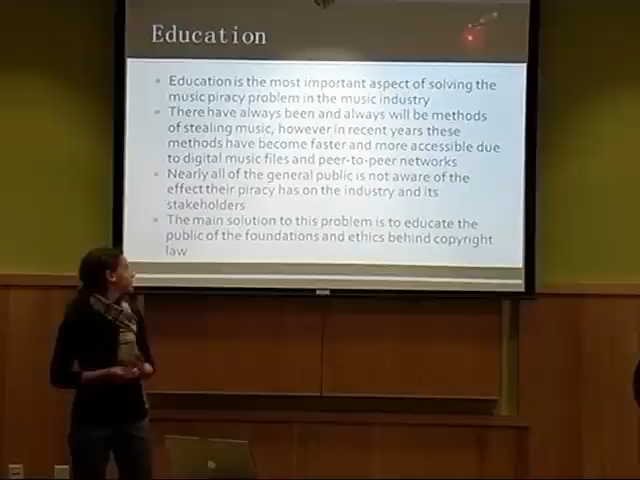 Education
Education is the most important aspect of solving the
music piracy problem in the music industry
There have always been and always will be methods
of stealing music, however in recent years these
methods have become faster and more accessible due
to digital music files and peer-to-peer networks
Nearly all of the general public is not aware of the
effect their piracy has on the industry and its
stakeholders
The main solution to this problem is to educate the
public of the foundations and ethics behind copyright
law